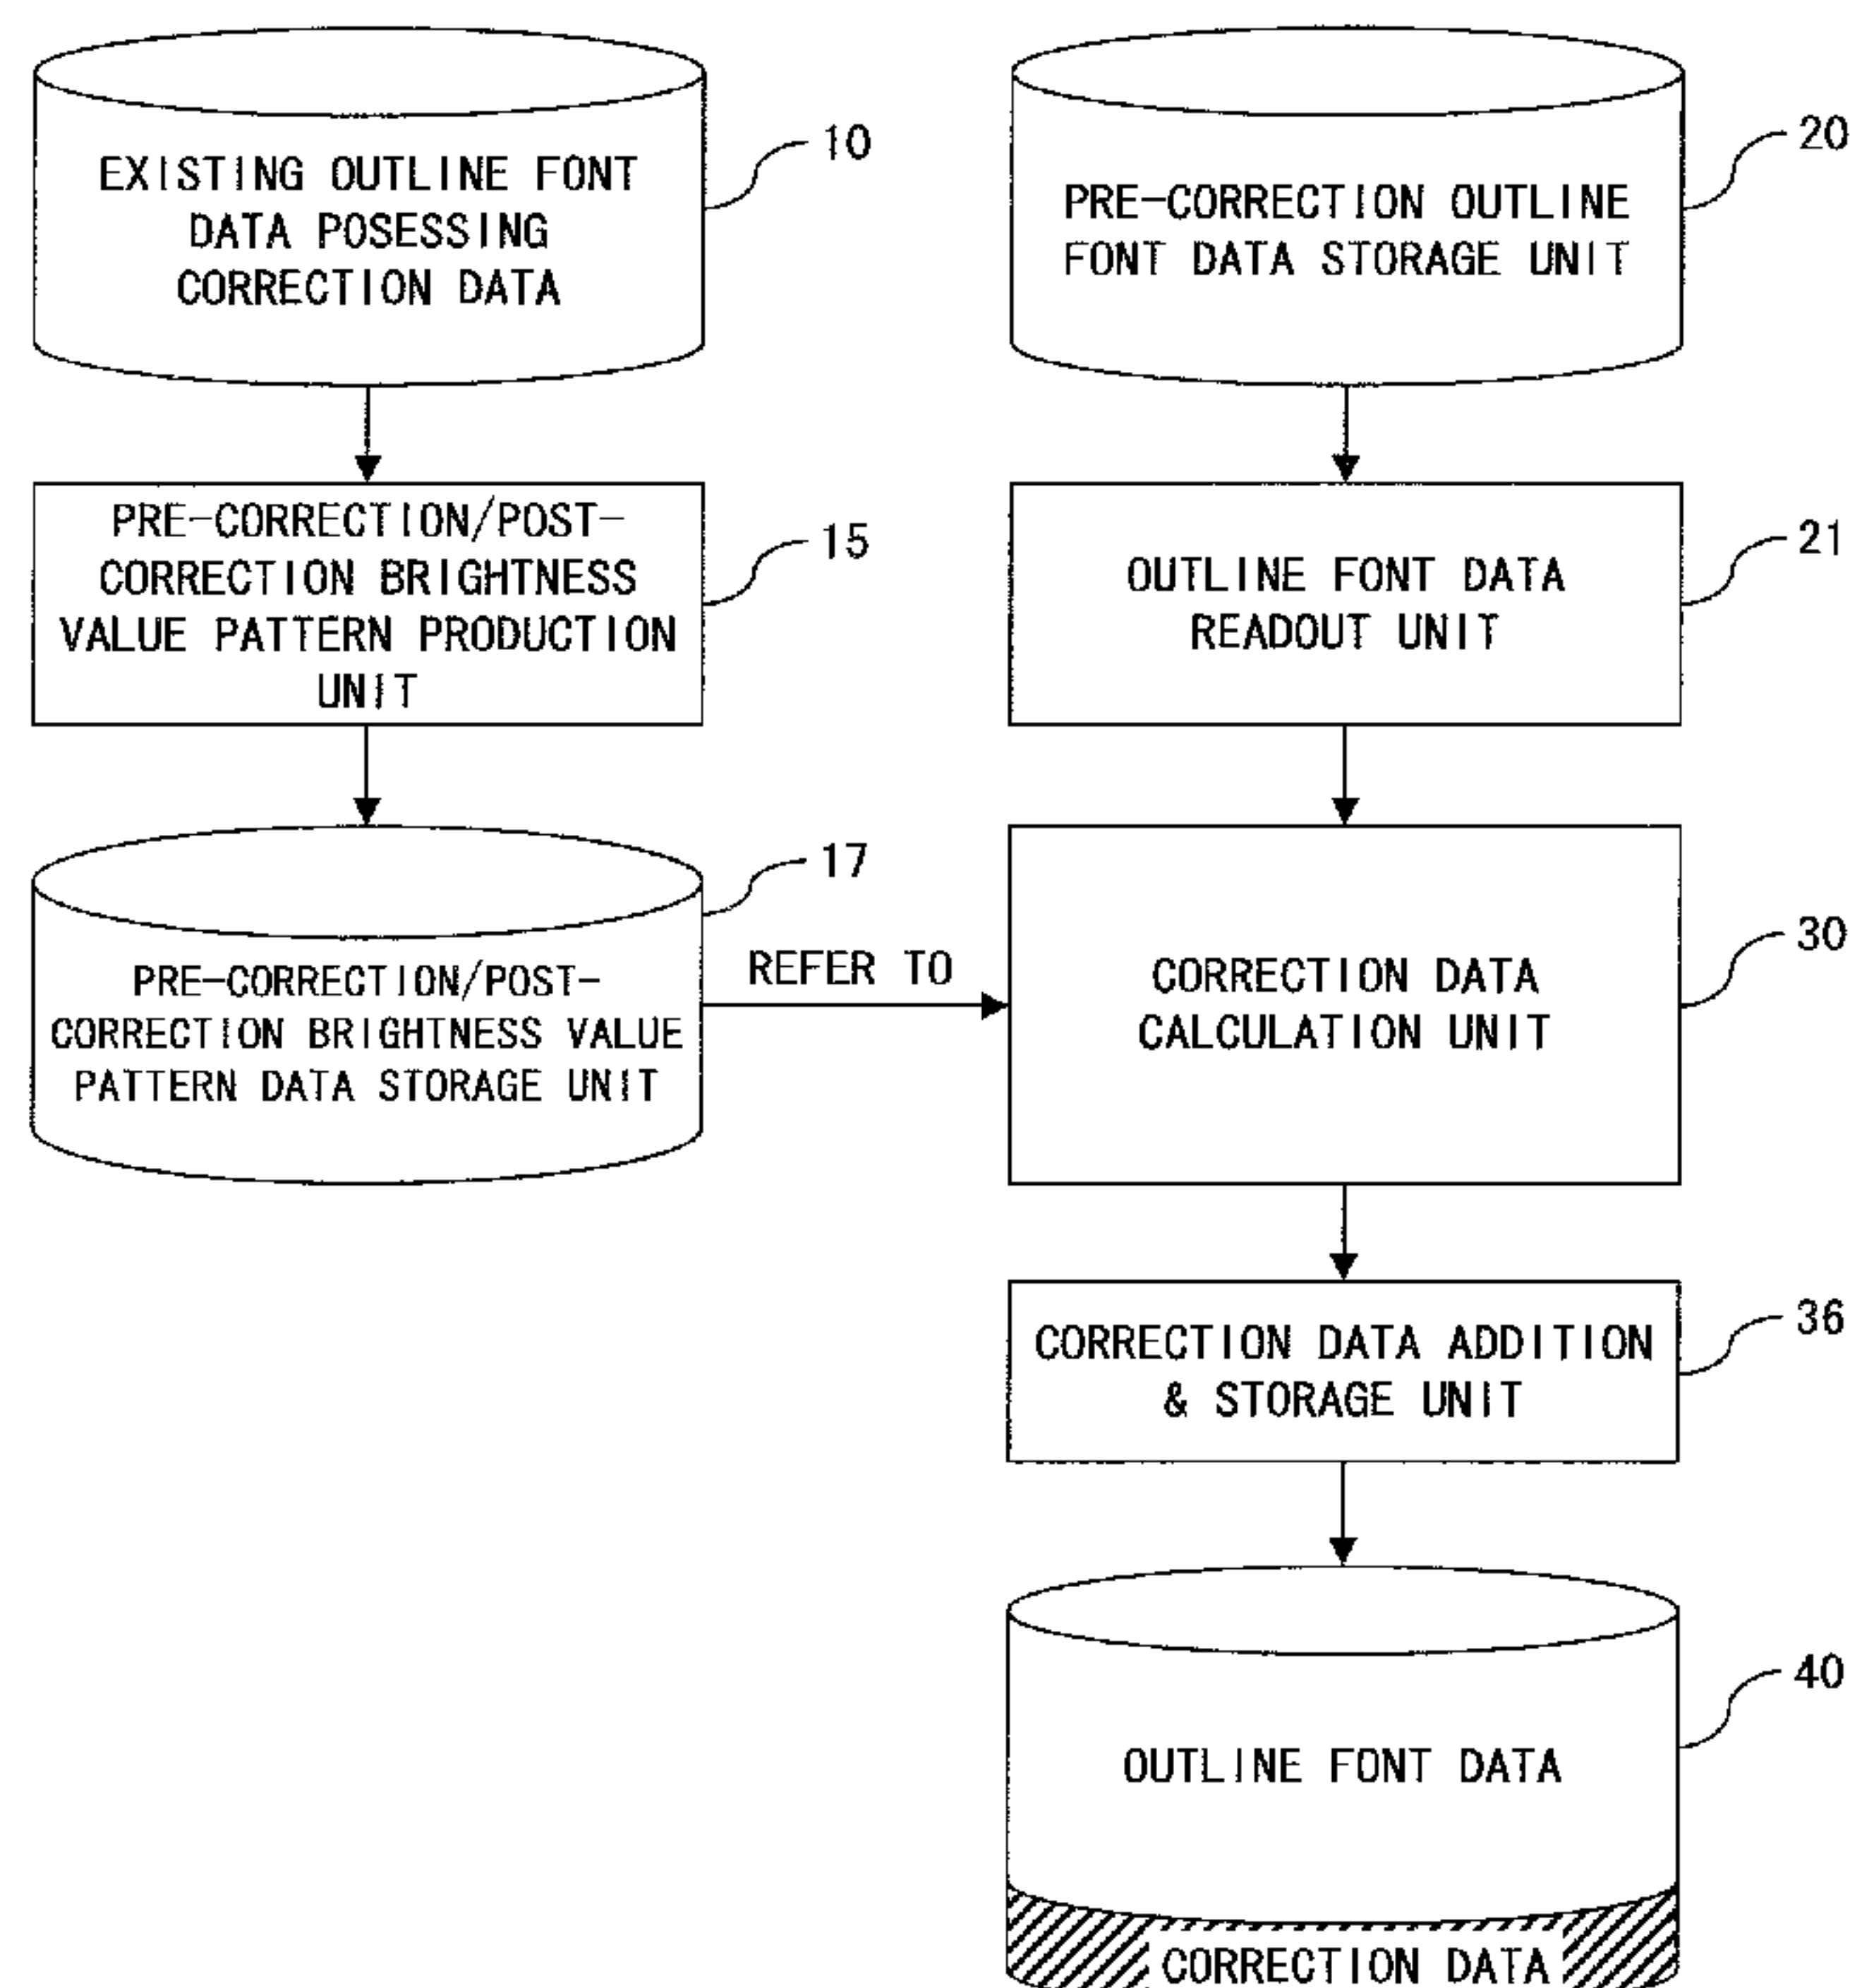 EXISTING OUTLINE FONT
DATA POSESSING
CORRECTION DATA
10
PRE-CORRECTION OUTLINE
FONT DATA STORAGE UNIT
20
PRE-CORRECTION/POST-
CORRECTION BRIGHTNESS
VALUE PATTERN PRODUCTION
UNIT
15
OUTLINE FONT DATA
READOUT UNIT
21
PRE-CORRECTION/POST-
CORRECTION BRIGHTNESS VALUE
PATTERN DATA STORAGE UNIT
17
REFER TO
CORRECTION DATA
CALCULATION UNIT
30
CORRECTION DATA ADDITION
& STORAGE UNIT
36
OUTLINE FONT DATA
40
CORRECTION DATA